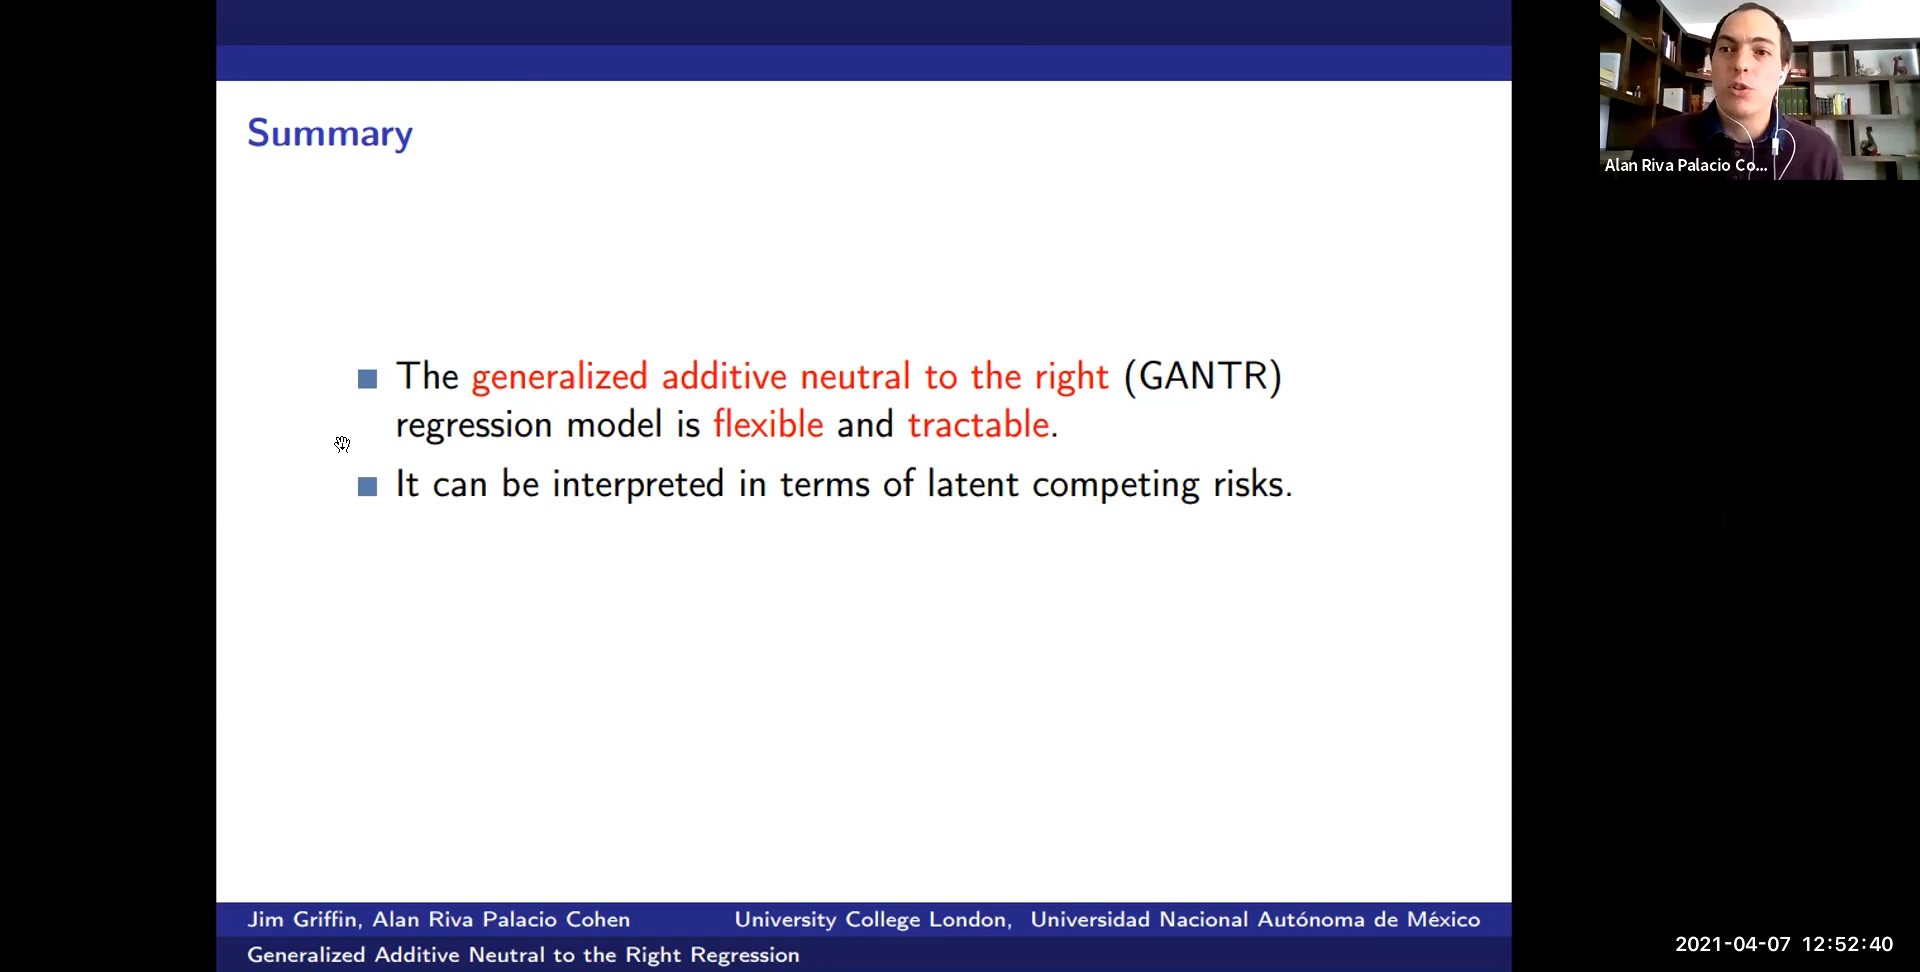 Summary
The generalized additive neutral to the right (GANTR)
regression model is flexible and tractable.
It can be interpreted in terms of latent competing risks.
Jim Griffin, Alan Riva Palacio Cohen University College London, Universidad Nacional Autónoma de México
Generalized Additive Neutral to the Right Regression
Alan Riva Palacio Co...
2021-04-07 12:52:40